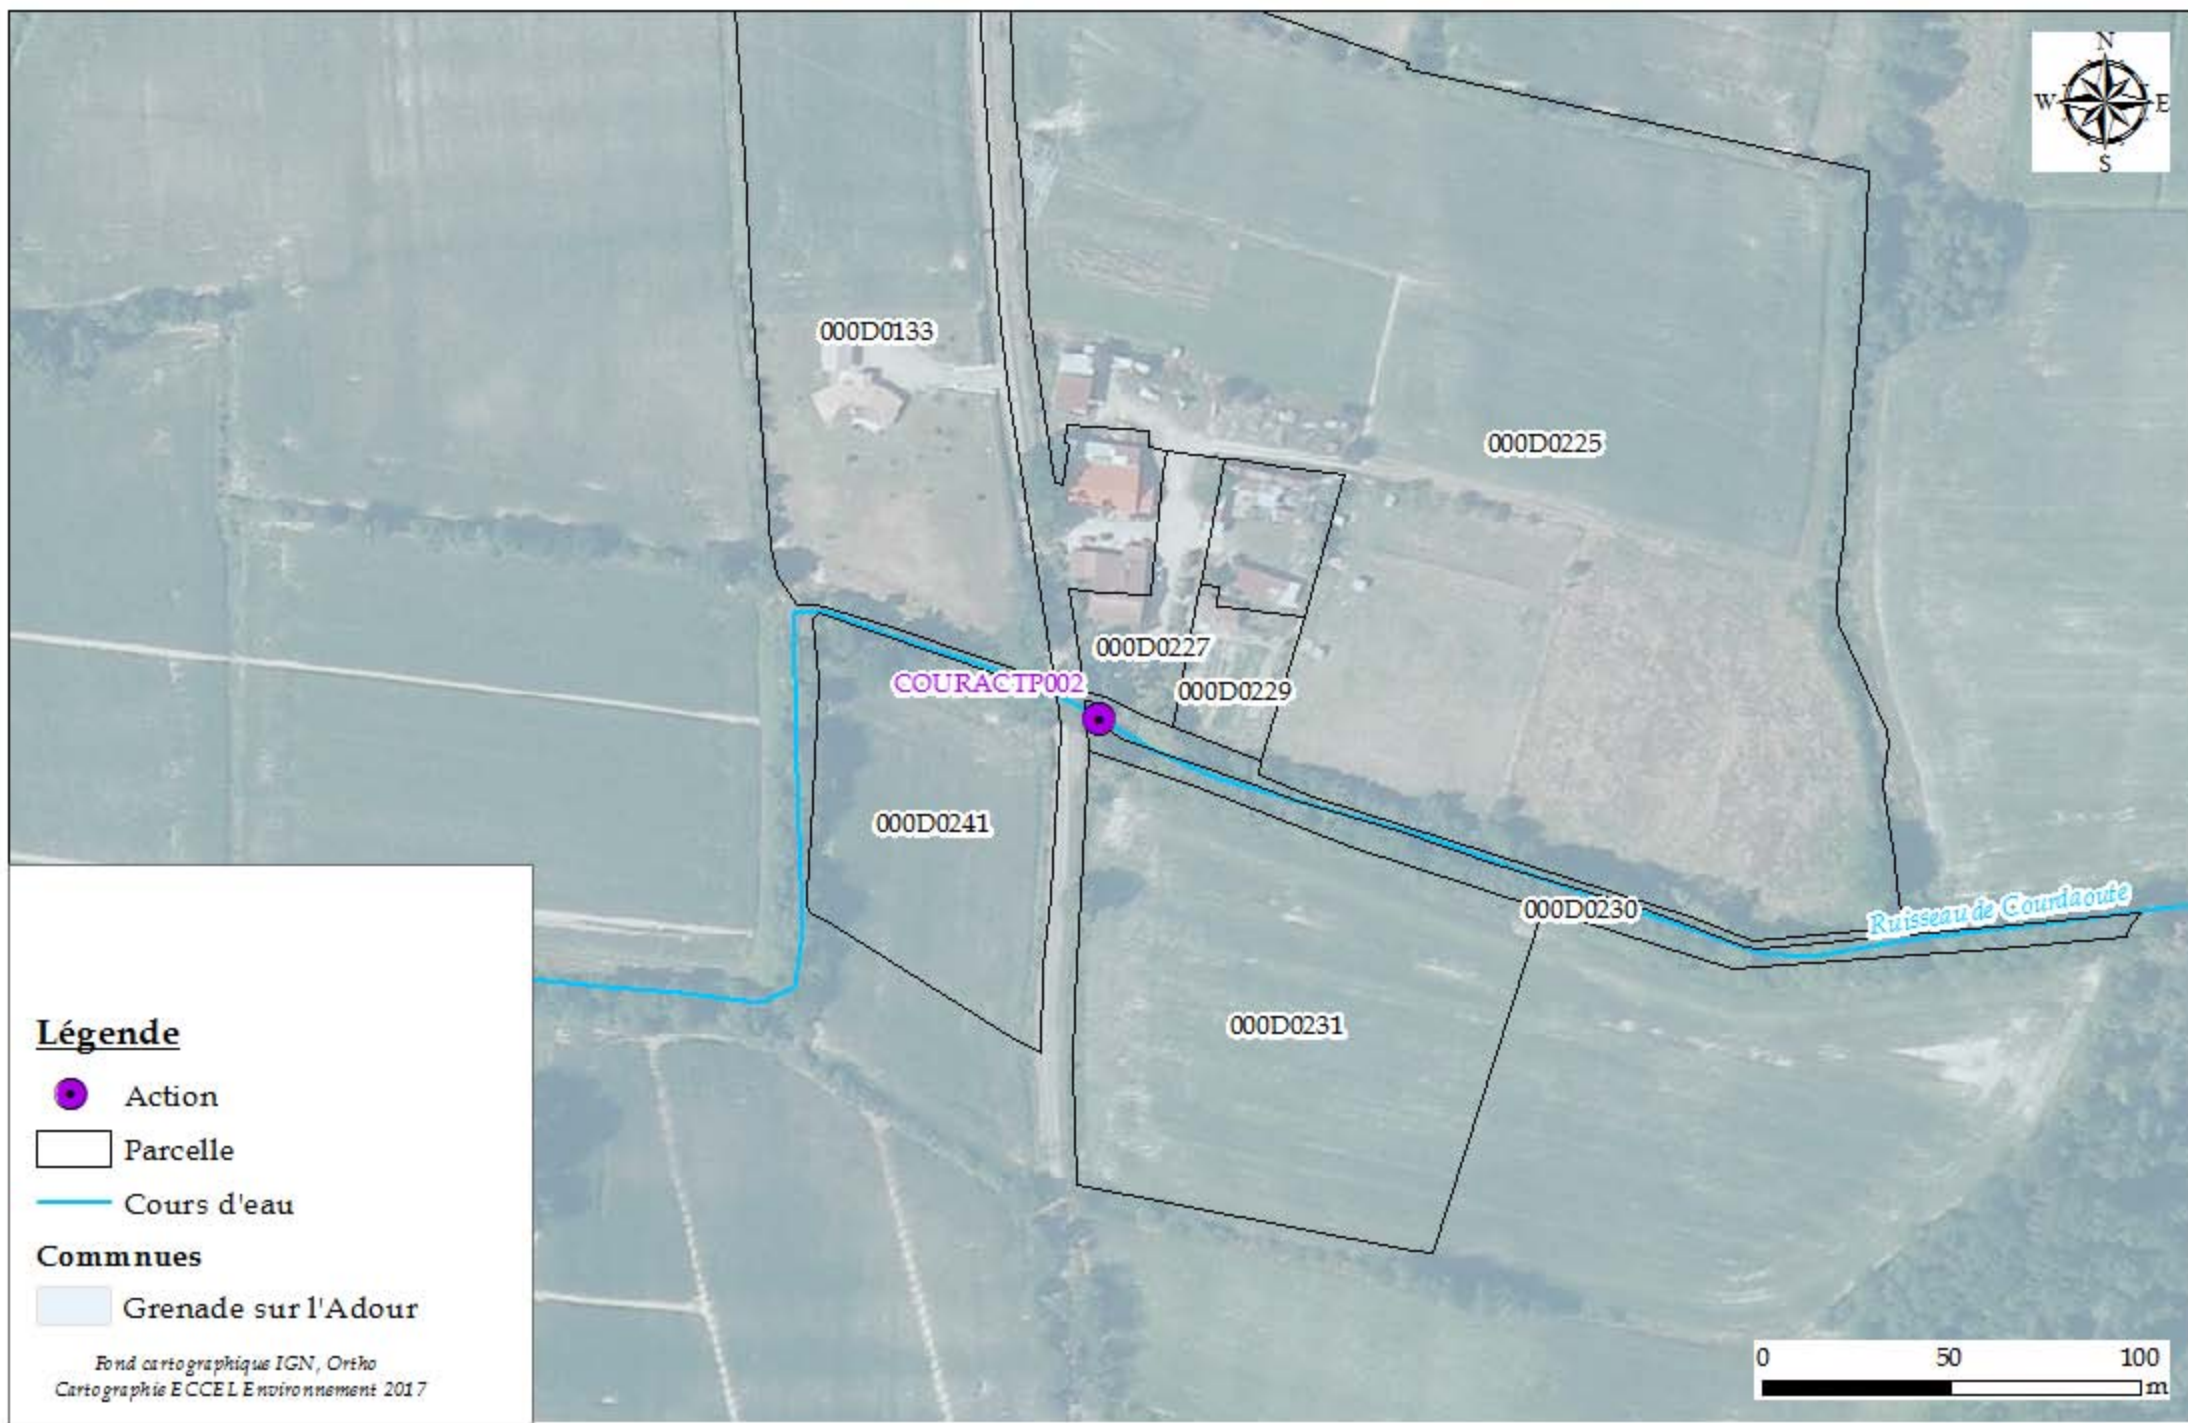 N
W E
S
000D0133
000D0225
000D0227
COURACTP002
000D0229
000D0241
000D0230
Ruisseau de Courdaoute
000D0231
Légende
Action
Parcelle
Cours d'eau
Commnues
Grenade sur l'Adour
Fond cartographique IGN, Ortho
Cartographie ECCEL Environnement 2017
0 50 100
m